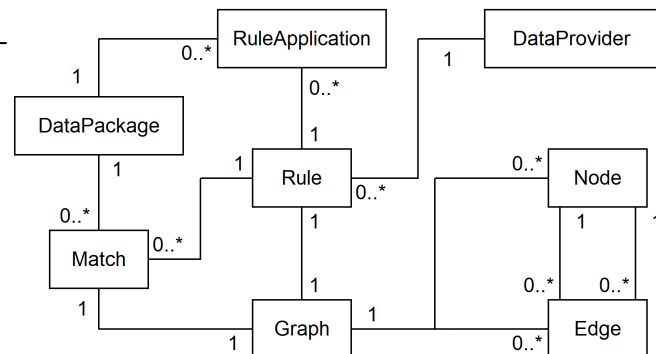 RuleApplication DataProvider
0..* 1
1 0..*
DataPackage
1 1
1 Rule 0..* Node
0..*
0..* 1 1 1
0..*
Match
1 0..* 0..*
1
1 Graph 1 0..* Edge